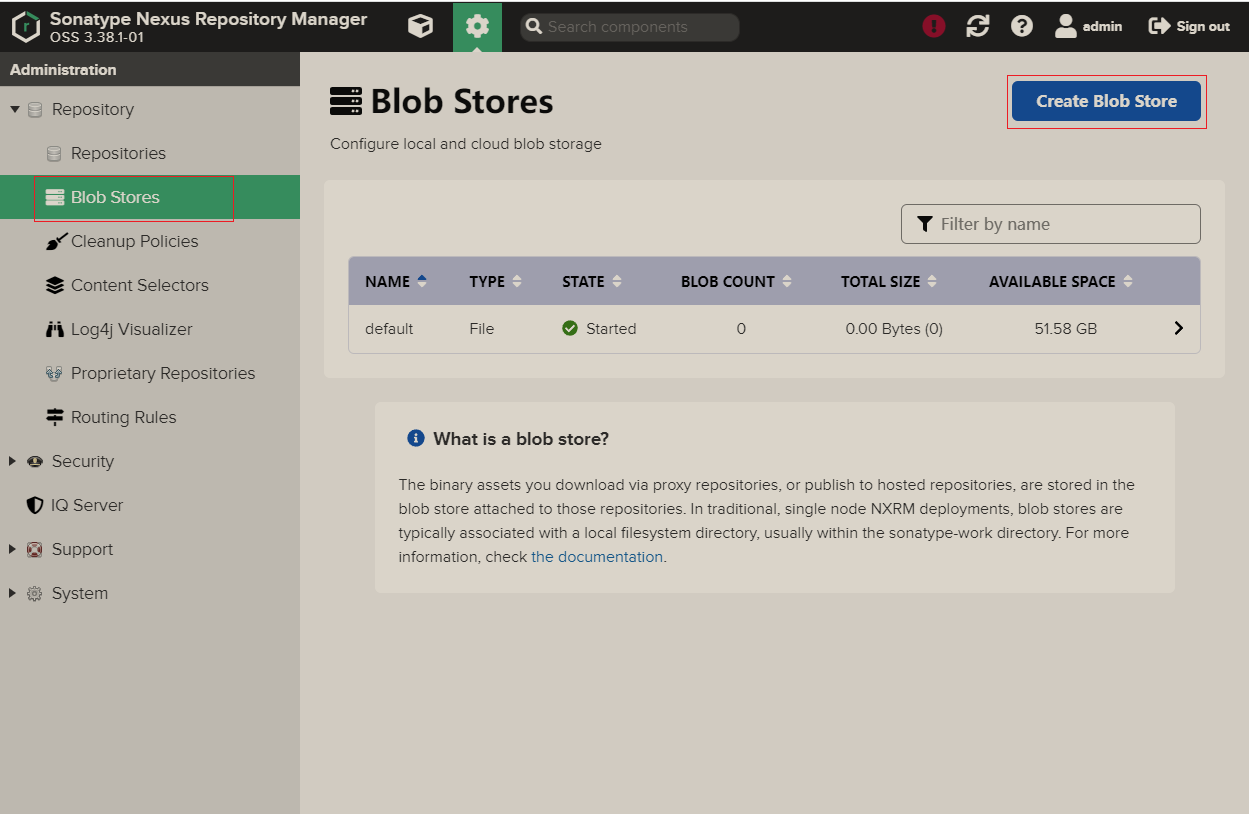 Sonatype Nexus Repository Manager
OSS 3.38.1-01
Search components
admin
Sign out
Administration
Repository
Repositories
Blob Stores
Cleanup Policies
Content Selectors
Log4j Visualizer
Proprietary Repositories
Routing Rules
Security
IQ Server
Support
System
Blob Stores
Create Blob Store
Configure local and cloud blob storage
Filter by name
NAME TYPE STATE BLOB COUNT TOTAL SIZE AVAILABLE SPACE
default File Started 0 0.00 Bytes (0) 51.58 GB
What is a blob store?
The binary assets you download via proxy repositories, or publish to hosted repositories, are stored in the
blob store attached to those repositories. In traditional, single node NXRM deployments, blob stores are
typically associated with a local filesystem directory, usually within the sonatype-work directory. For more
information, check the documentation.